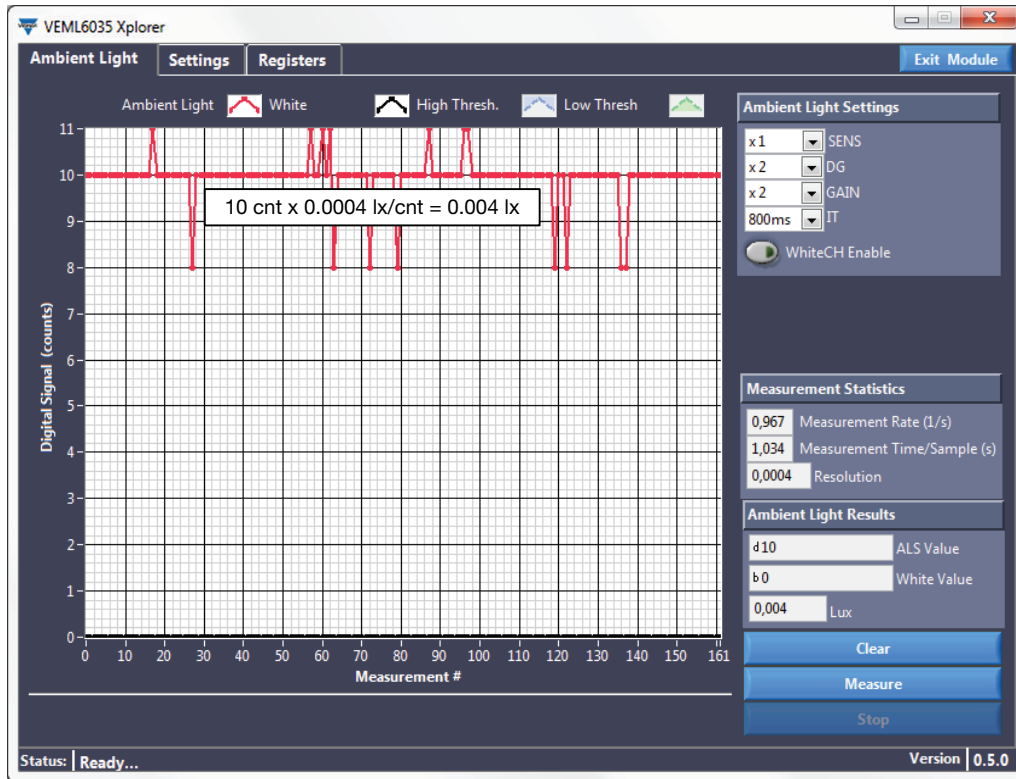 VEML6035 Xplorer
Ambient Light Settings Registers Exit Module
Ambient Light White High Thresh. Low Thresh
11
10
9
8
7
6
5
4
3
2
1
0
Digital Signal (counts)
10 cnt x 0.0004 lx/cnt = 0.004 lx
0 10 20 30 40 50 60 70 80 90 100 110 120 130 140 150 161
Measurement #
Ambient Light Settings
x1 SENS
x2 DG
x2 GAIN
800ms IT
WhiteCH Enable
Measurement Statistics
0,967 Measurement Rate (1/s)
1,034 Measurement Time/Sample (s)
0,0004 Resolution
Ambient Light Results
d10 ALS Value
b0 White Value
0,004 Lux
Clear
Measure
Stop
Status: Ready... Version 0.5.0